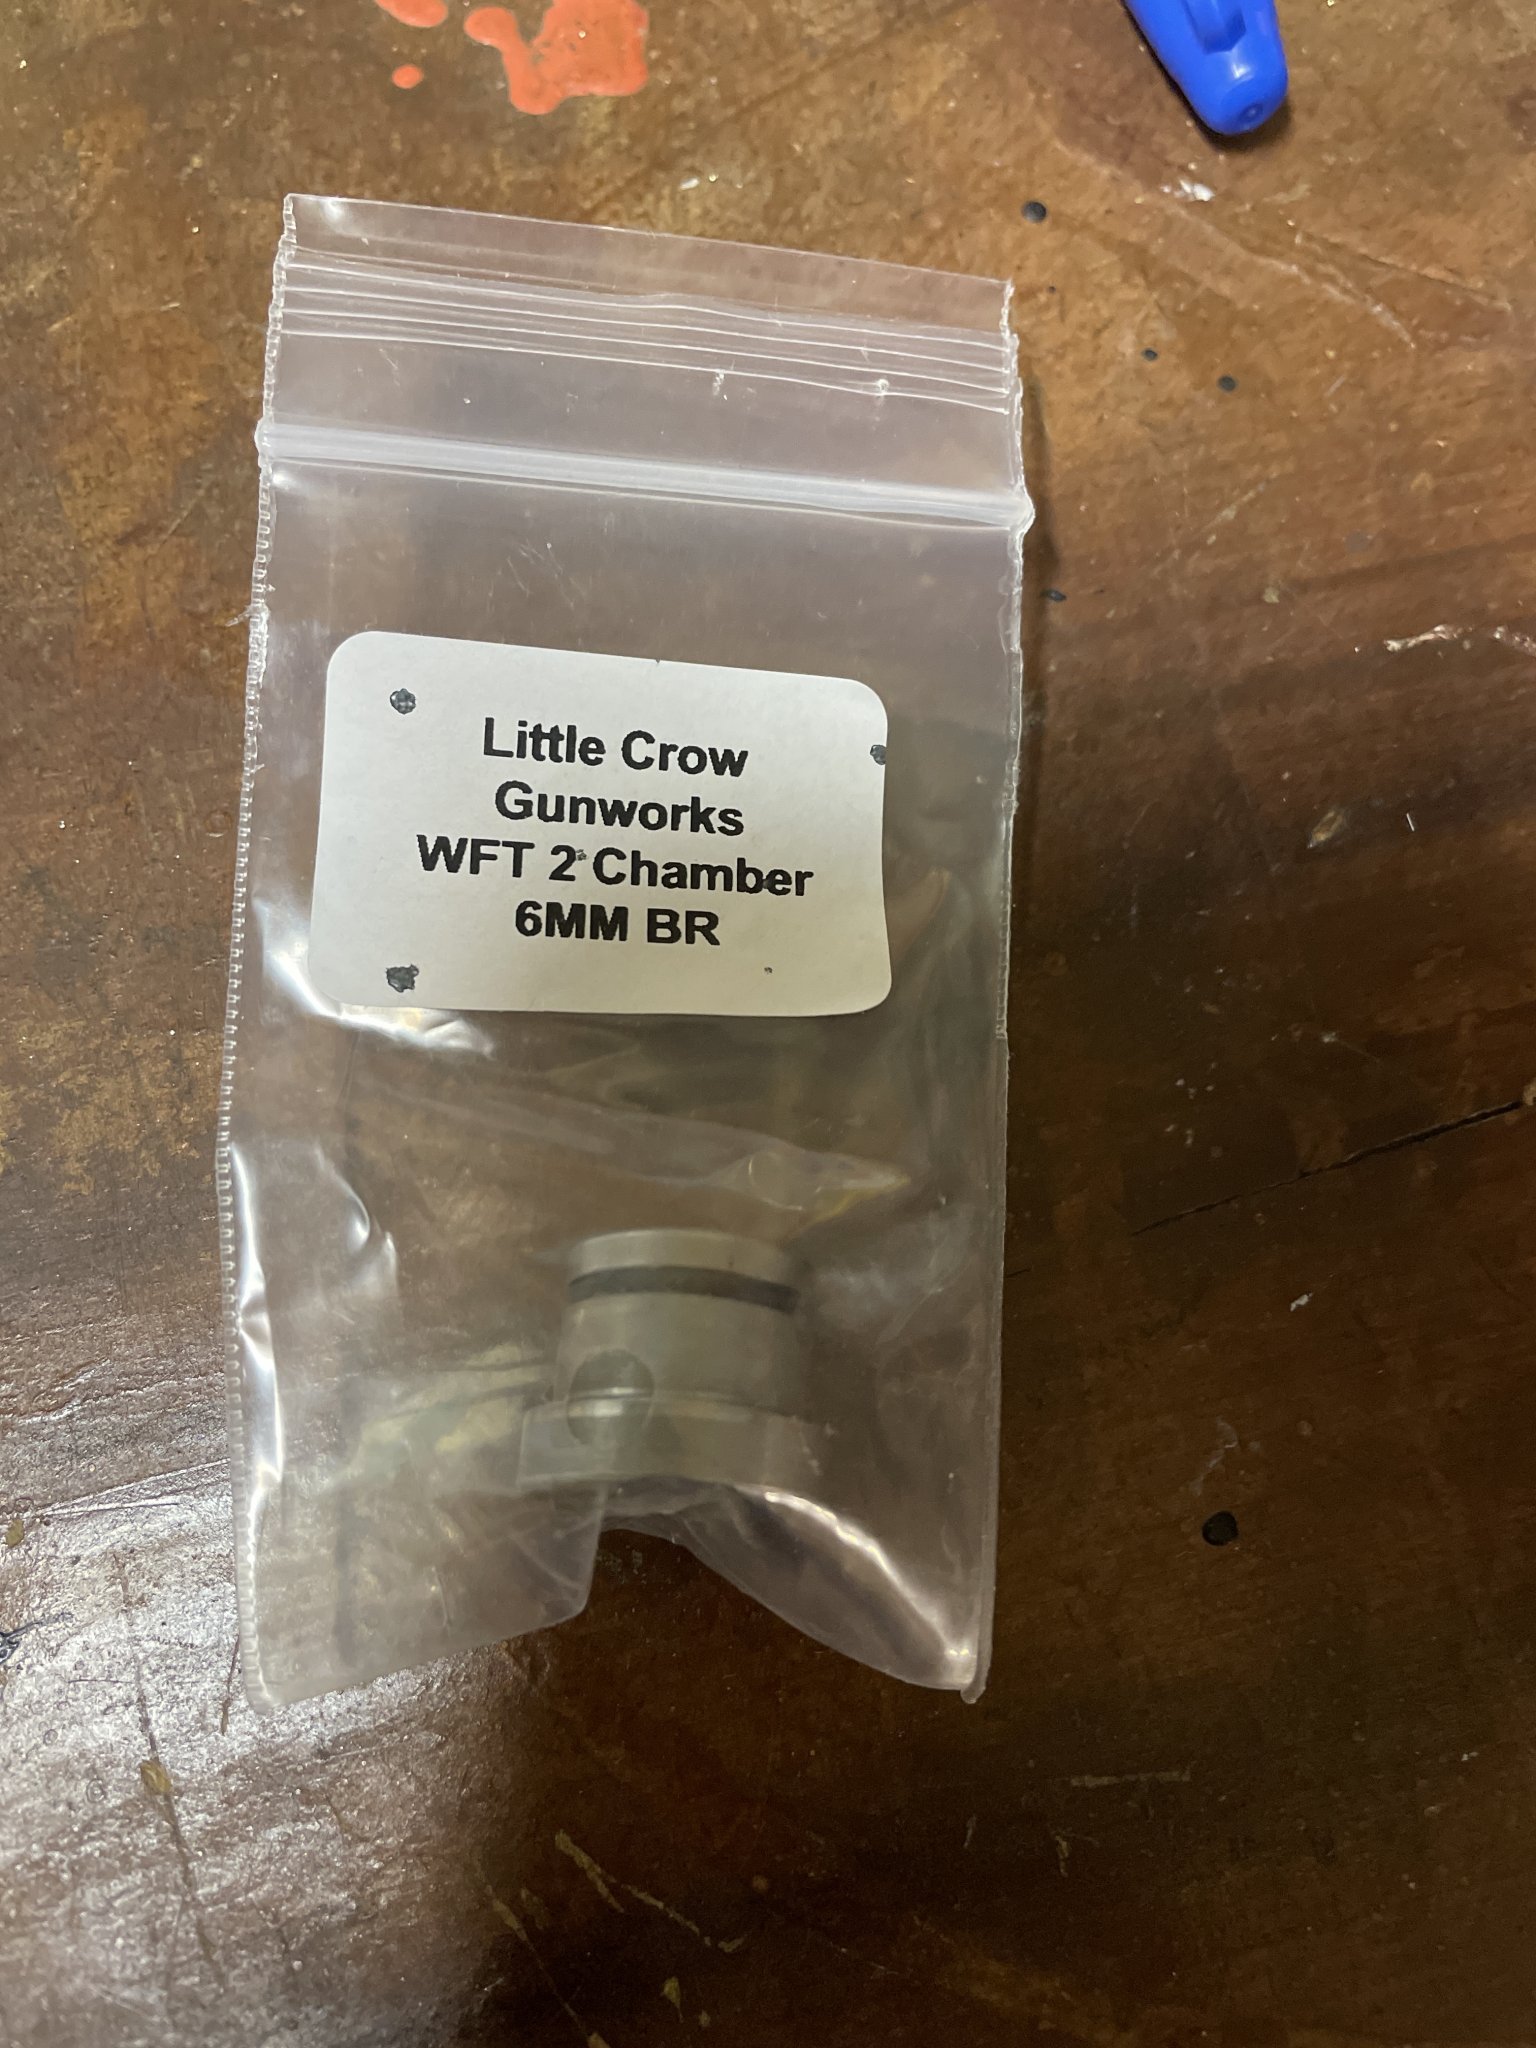 Little Crow
Gunworks
WFT 2 Chamber
6MM BR